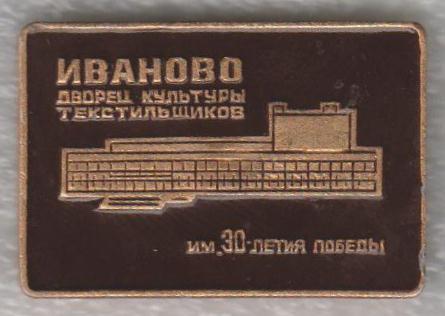 ИВАНОВО
ДВОРЕЦ КУЛЬТУРЫ
ТЕКСТИЛЬЩИКОВ
ИМ. 30-ЛЕТИЯ ПОБЕДЫ